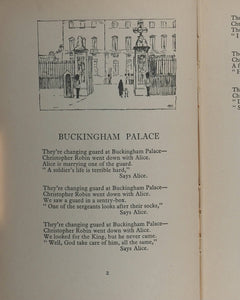 BUCKINGHAM PALACE
They're changing guard at Buckingham Palace—
Christopher Robin went down with Alice.
Alice is marrying one of the guard.
"A soldier's life is terrible hard,"
Says Alice.
They're changing guard at Buckingham Palace—
Christopher Robin went down with Alice.
We saw a guard in a sentry-box.
"One of the sergeants looks after their socks,"
Says Alice.
They're changing guard at Buckingham Palace—
Christopher Robin went down with Alice.
We looked for the King, but he never came.
"Well, God take care of him, all the same,"
Says Alice.
2